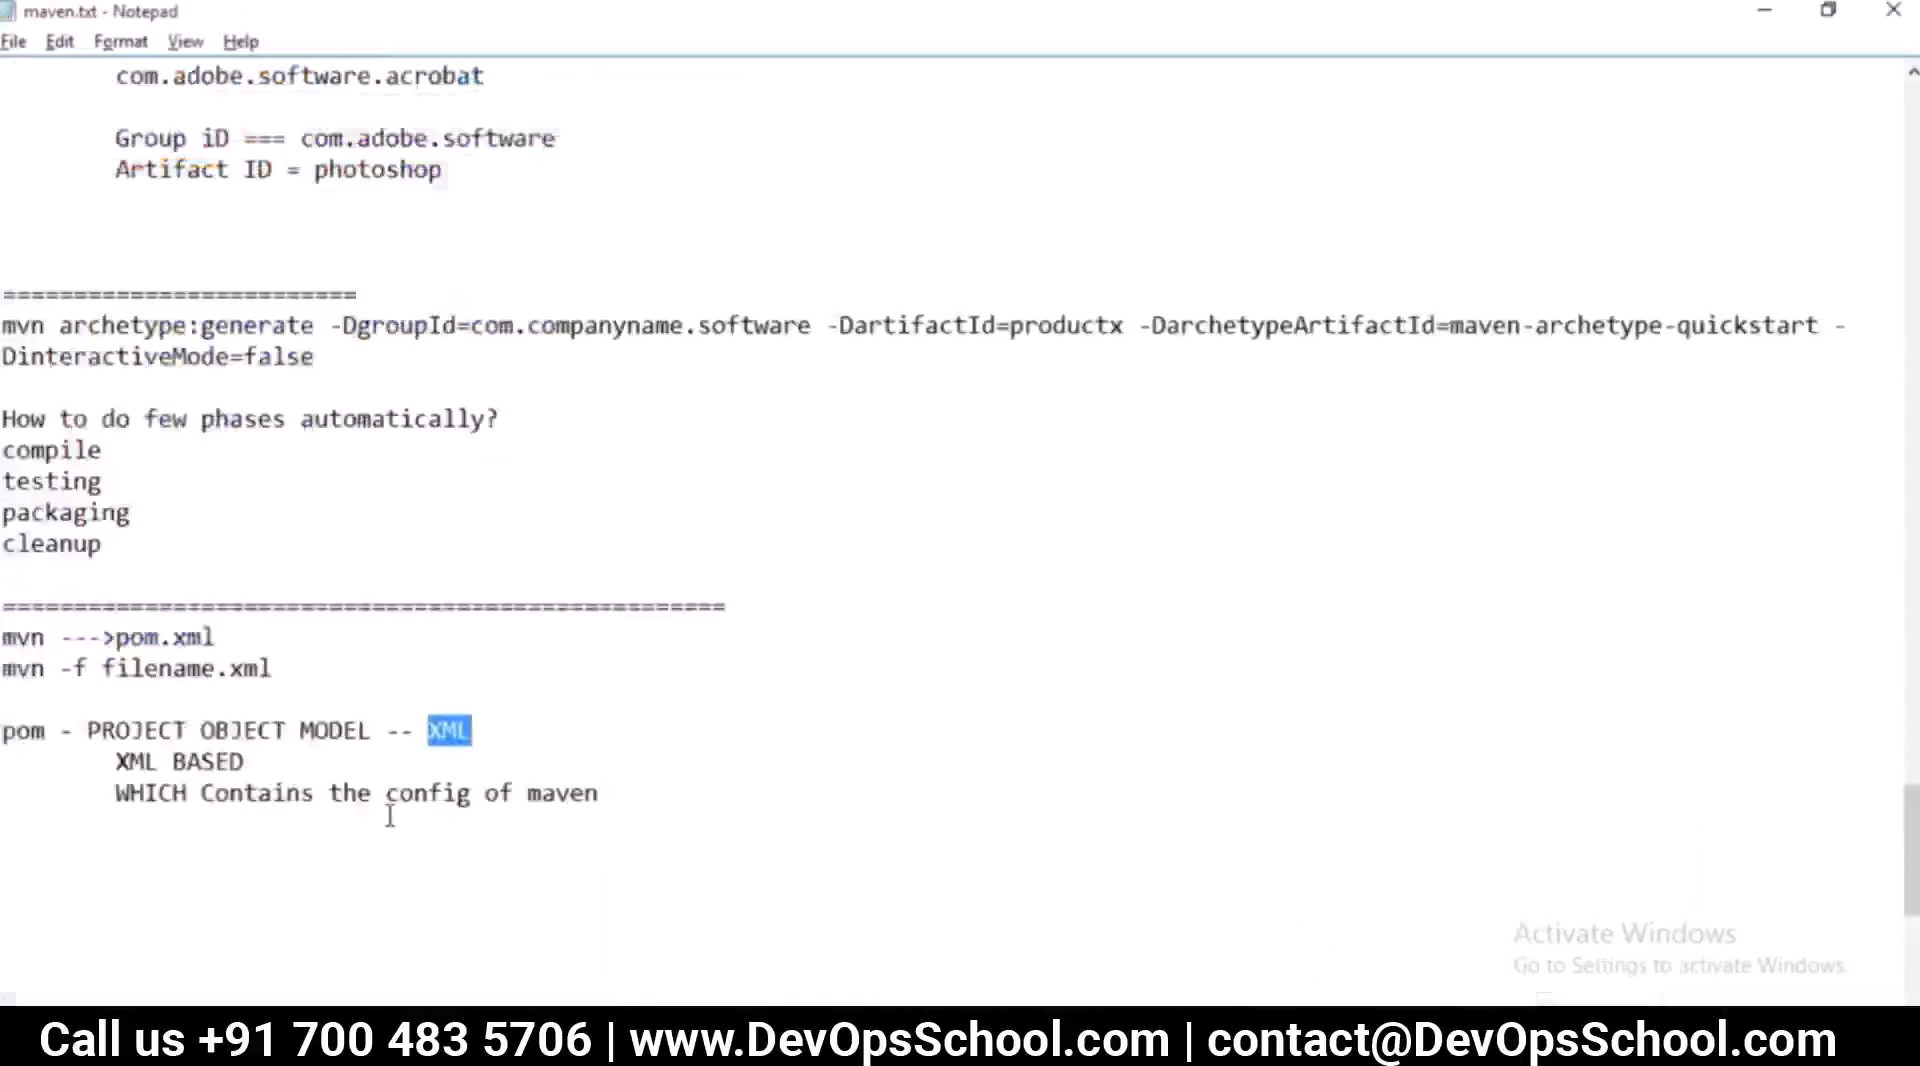 maven.txt - Notepad
File Edit Format View Help
com.adobe.software.acrobat
Group iD === com.adobe.software
Artifact ID = photoshop
=========================
mvn archetype:generate -DgroupId=com.companyname.software -DartifactId=productx -DarchetypeArtifactId=maven-archetype-quickstart -
DinteractiveMode=false
How to do few phases automatically?
compile
testing
packaging
cleanup
===================================================
mvn --->pom.xml
mvn -f filename.xml
pom - PROJECT OBJECT MODEL -- XML
XML BASED
WHICH Contains the config of maven
Activate Windows
Go to Settings to activate Windows.
Call us +91 700 483 5706 | www.DevOpsSchool.com | contact@DevOpsSchool.com